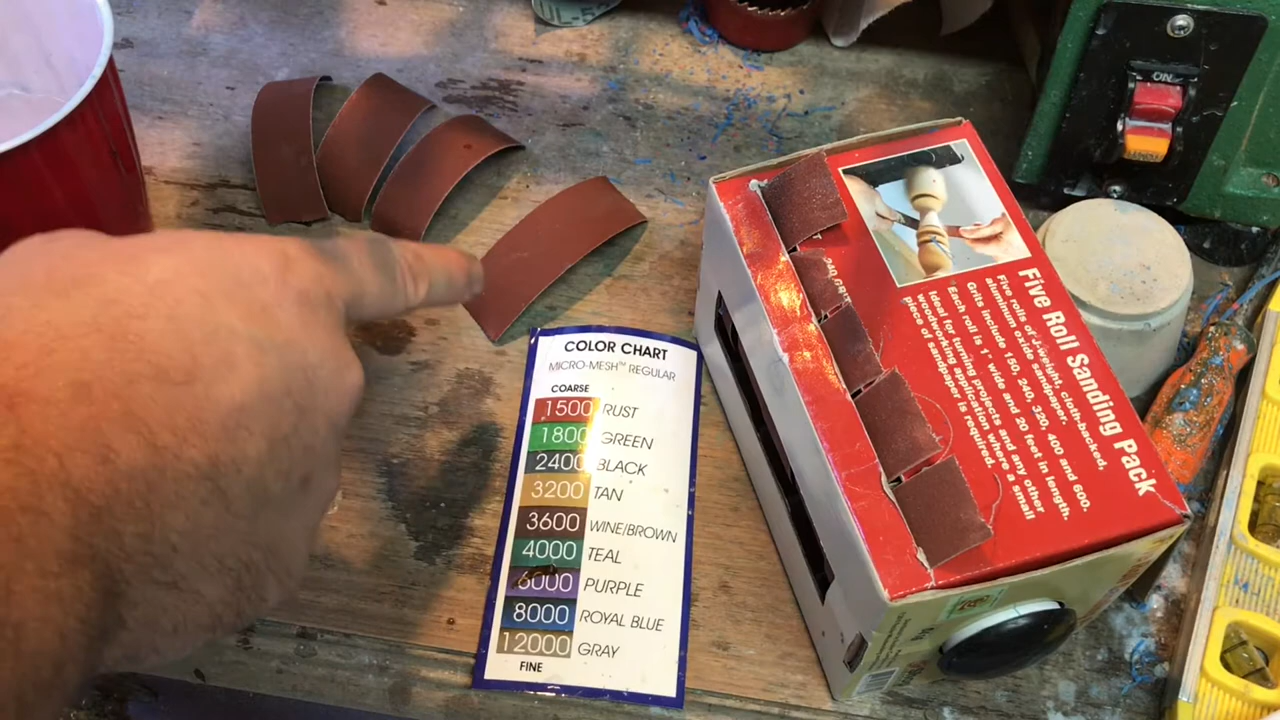 COLOR CHART
MICRO-MESH™ REGULAR
COARSE
1500 RUST
1800 GREEN
2400 BLACK
3200 TAN
3600 WINE/BROWN
4000 TEAL
6000 PURPLE
8000 ROYAL BLUE
12000 GRAY
FINE
Five Roll Sanding Pack
Five rolls of J-weight, cloth-backed,
aluminum oxide sandpaper.
Grits include 150, 240, 320, 400 and 600.
Each roll is 1" wide and 20 feet in length.
Ideal for turning projects and any other
woodworking application where a small
piece of sandpaper is required.
240
ON